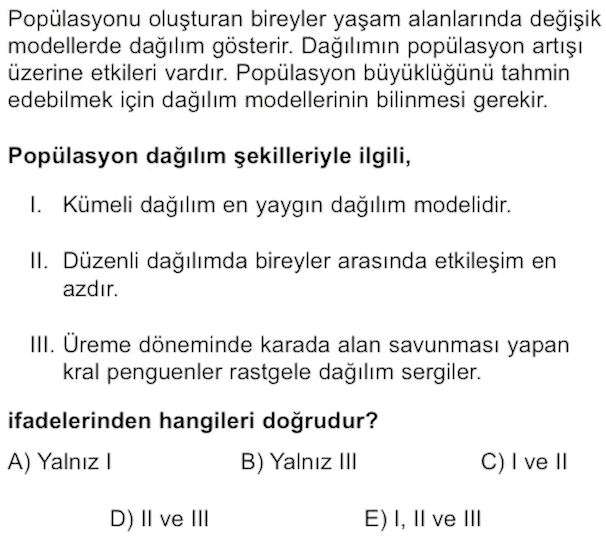 Popülasyonu oluşturan bireyler yaşam alanlarında değişik
modellerde dağılım gösterir. Dağılımın popülasyon artışı
üzerine etkileri vardır. Popülasyon büyüklüğünü tahmin
edebilmek için dağılım modellerinin bilinmesi gerekir.
Popülasyon dağılım şekilleriyle ilgili,
I. Kümeli dağılım en yaygın dağılım modelidir.
II. Düzenli dağılımda bireyler arasında etkileşim en
azdır.
III. Üreme döneminde karada alan savunması yapan
kral penguenler rastgele dağılım sergiler.
ifadelerinden hangileri doğrudur?
A) Yalnız I B) Yalnız III C) I ve II
D) II ve III E) I, II ve III